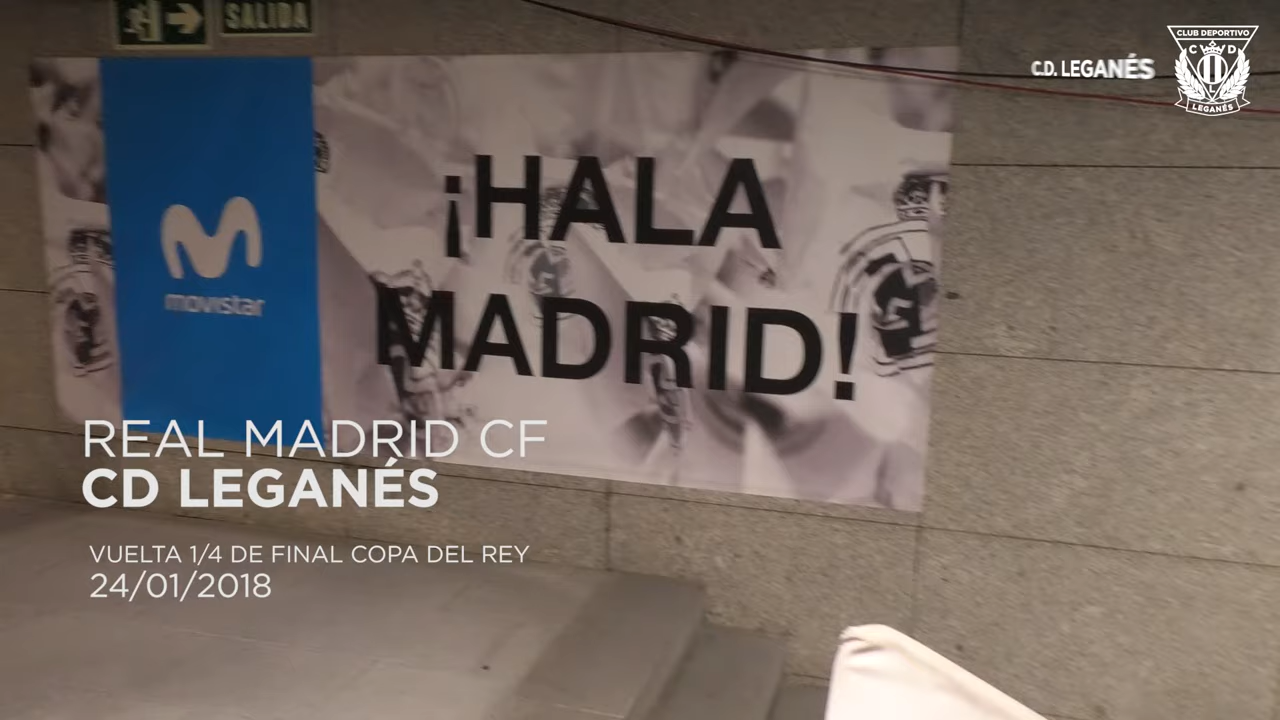 SALIDA
C.D. LEGANÉS
CLUB DEPORTIVO
C D
L
LEGANÉS
¡HALA
MADRID!
movistar
REAL MADRID CF
CD LEGANÉS
VUELTA 1/4 DE FINAL COPA DEL REY
24/01/2018